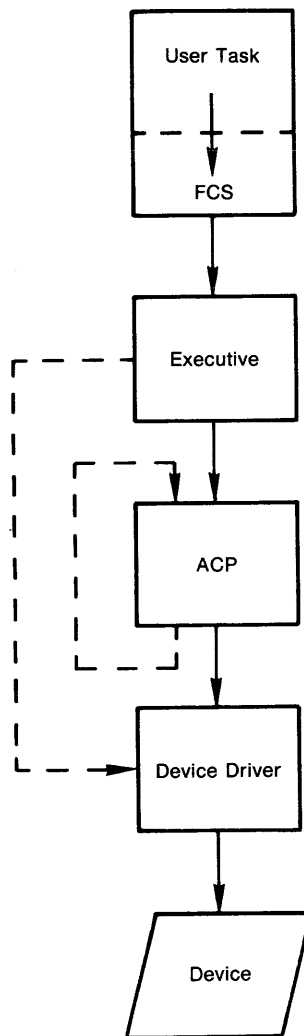 User Task
FCS
Executive
ACP
Device Driver
Device